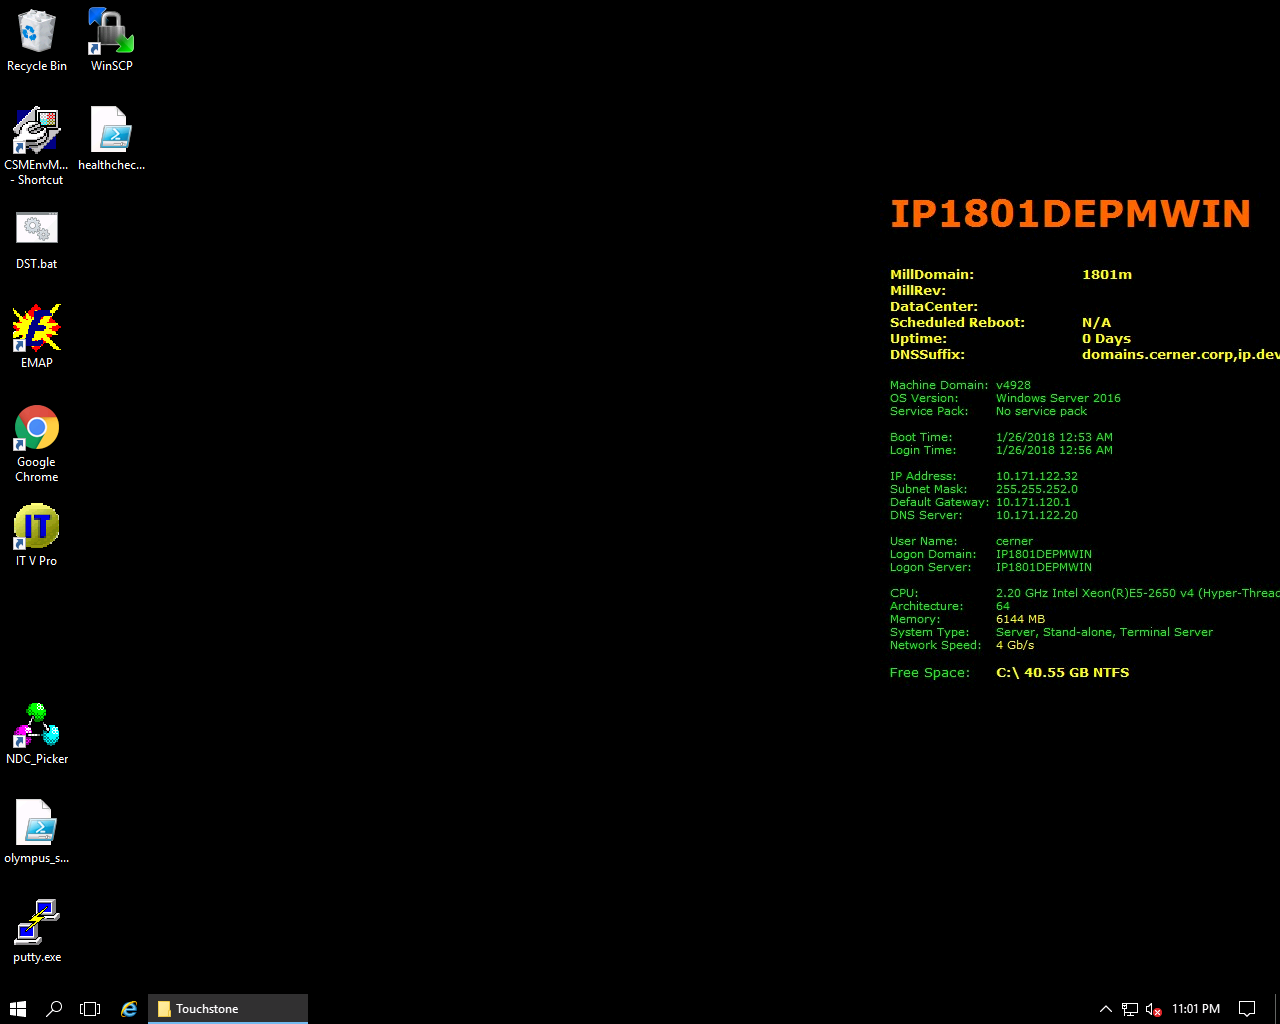 Recycle Bin
WinSCP
CSMEnvM...
- Shortcut
healthchec...
DST.bat
EMAP
Google
Chrome
IT
IT V Pro
NDC_Picker
olympus_s...
putty.exe
IP1801DEPMWIN
MillDomain: 1801m
MillRev:
DataCenter:
Scheduled Reboot: N/A
Uptime: 0 Days
DNSSuffix: domains.cerner.corp,ip.dev
Machine Domain: v4928
OS Version: Windows Server 2016
Service Pack: No service pack
Boot Time: 1/26/2018 12:53 AM
Login Time: 1/26/2018 12:56 AM
IP Address: 10.171.122.32
Subnet Mask: 255.255.252.0
Default Gateway: 10.171.120.1
DNS Server: 10.171.122.20
User Name: cerner
Logon Domain: IP1801DEPMWIN
Logon Server: IP1801DEPMWIN
CPU: 2.20 GHz Intel Xeon(R)E5-2650 v4 (Hyper-Thread
Architecture: 64
Memory: 6144 MB
System Type: Server, Stand-alone, Terminal Server
Network Speed: 4 Gb/s
Free Space: C:\ 40.55 GB NTFS
Touchstone
11:01 PM